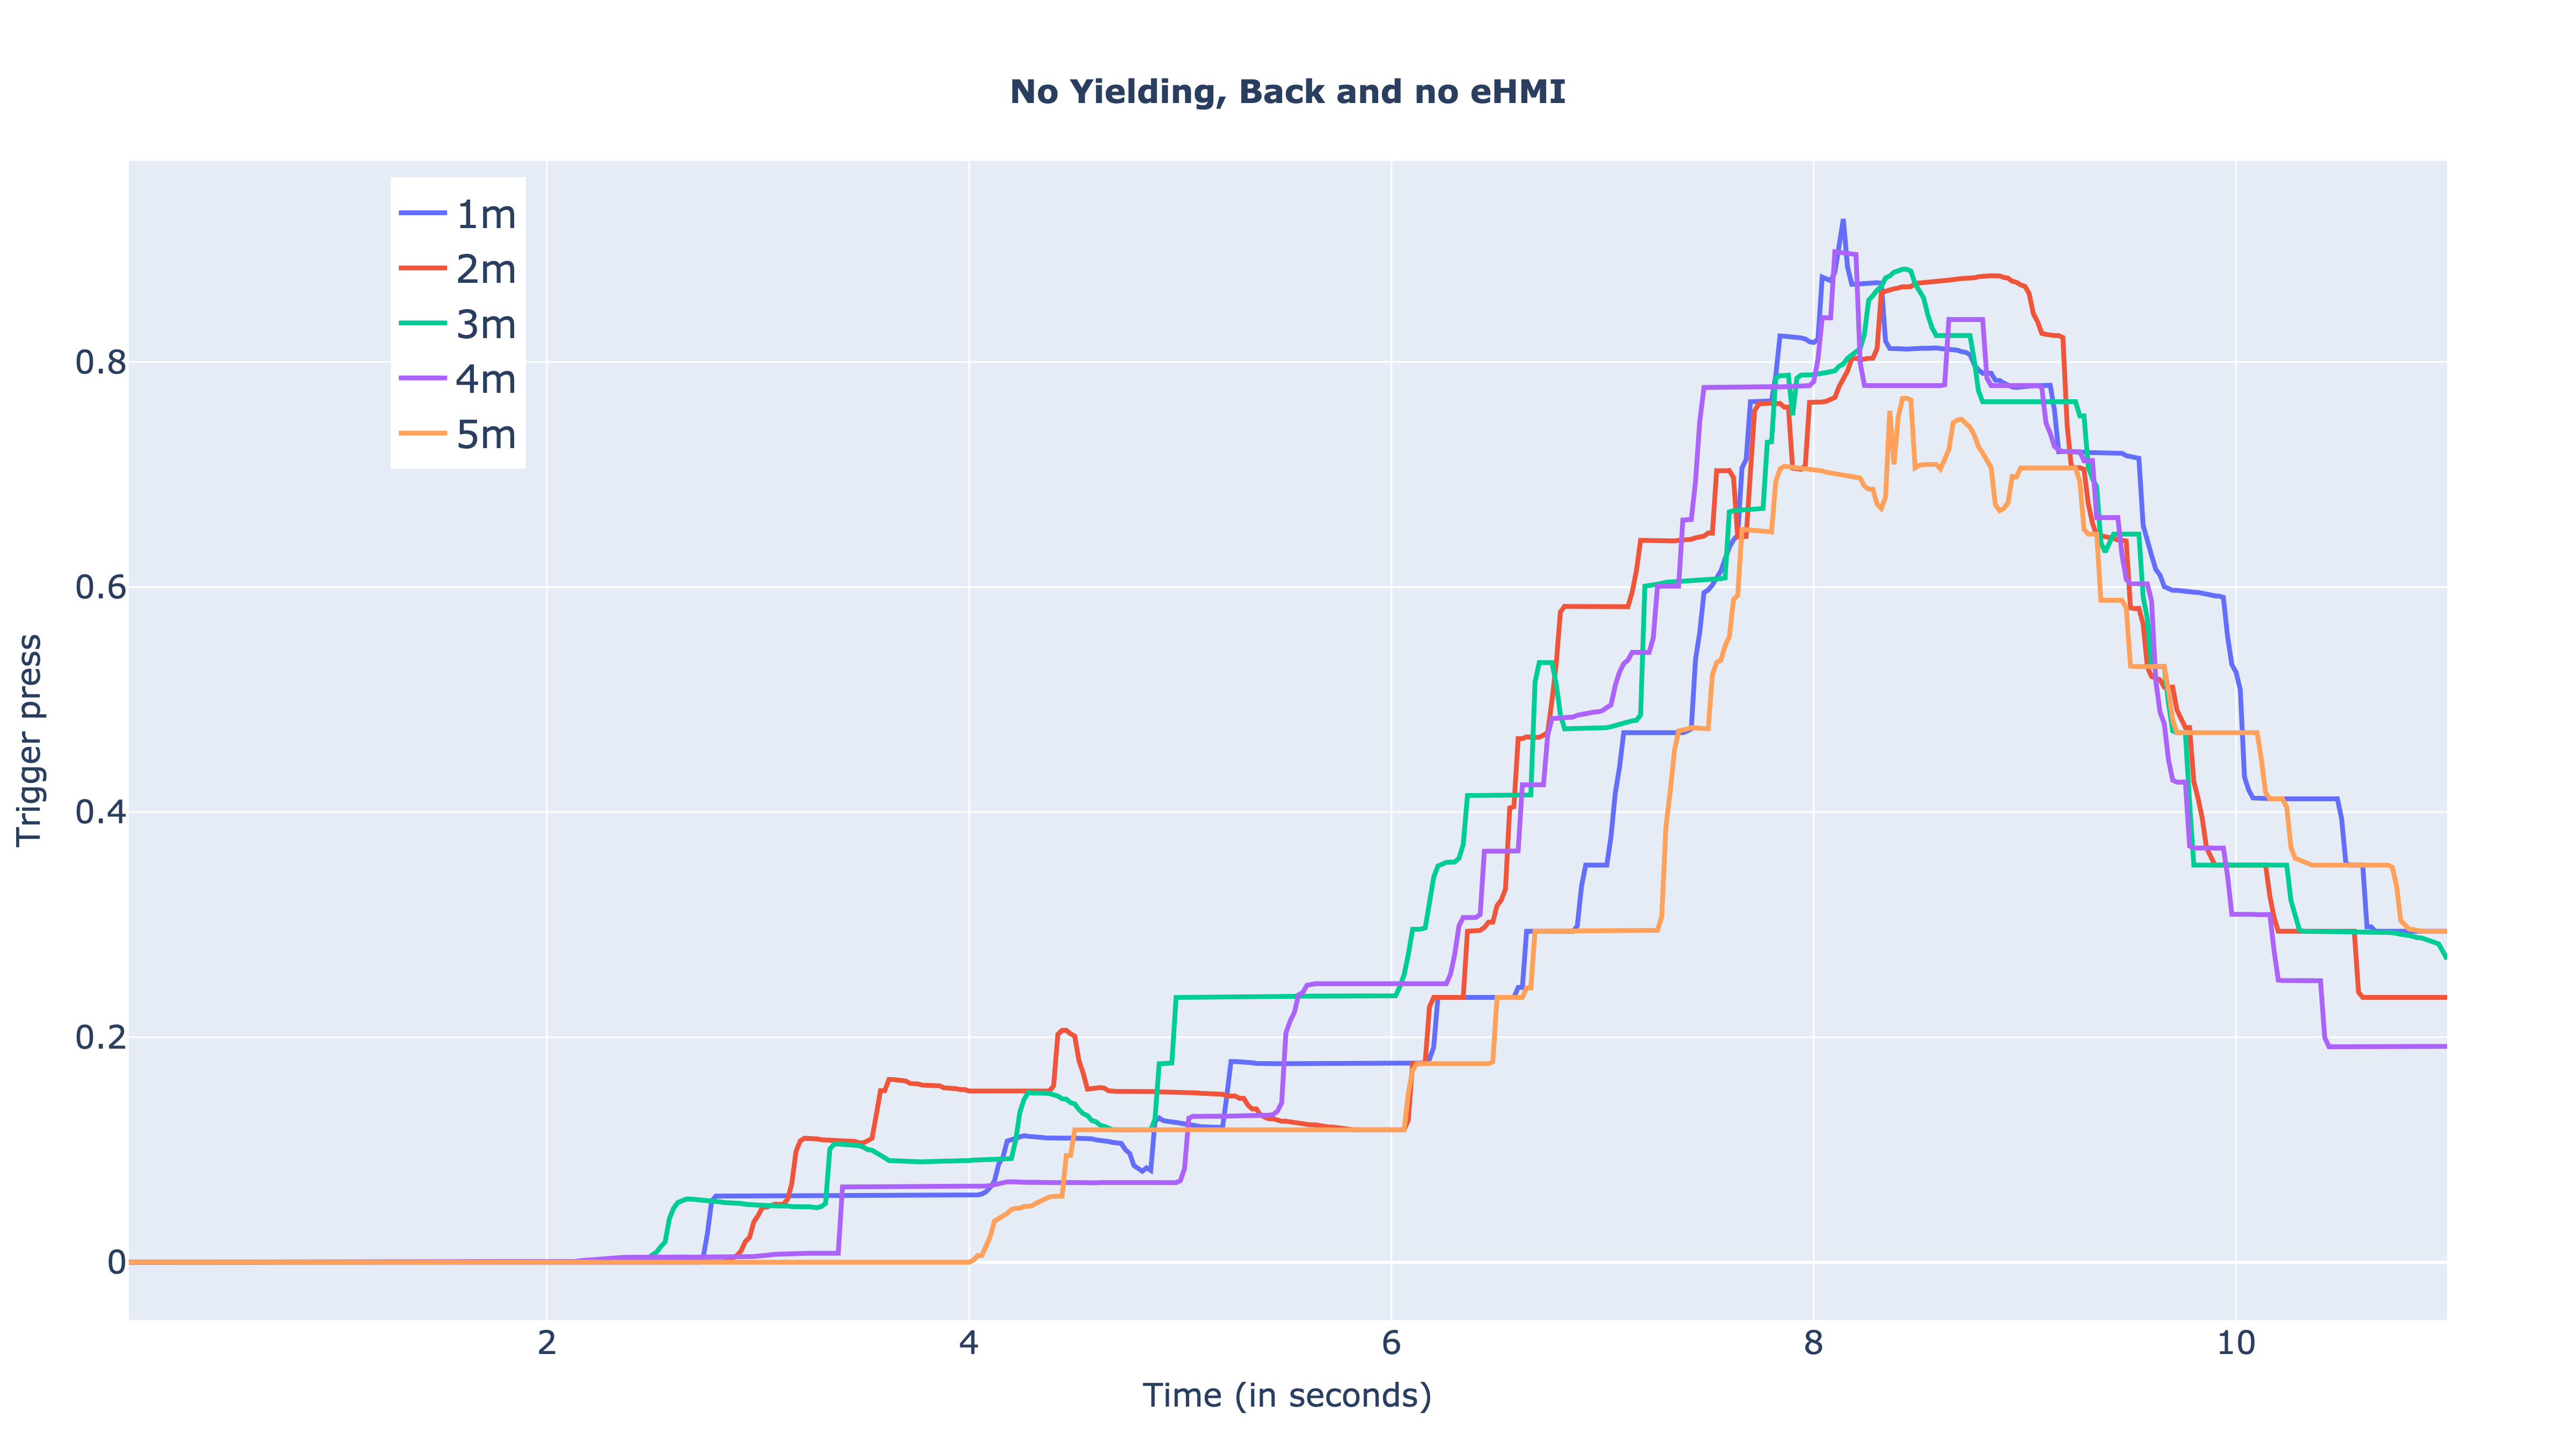 No Yielding, Back and no eHMI
1m
2m
3m
4m
5m
Trigger press
0.8
0.6
0.4
0.2
0
2
4
6
8
10
Time (in seconds)